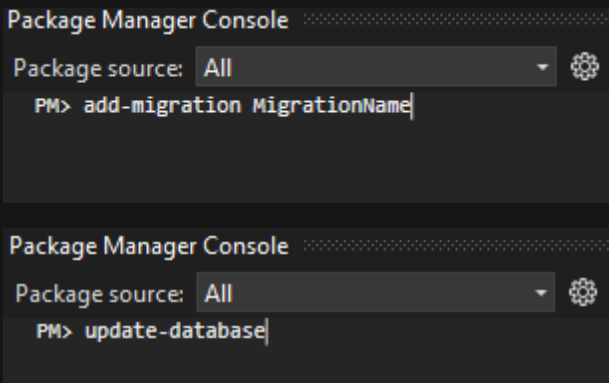 Package Manager Console
Package source: All
PM> add-migration MigrationName
Package Manager Console
Package source: All
PM> update-database